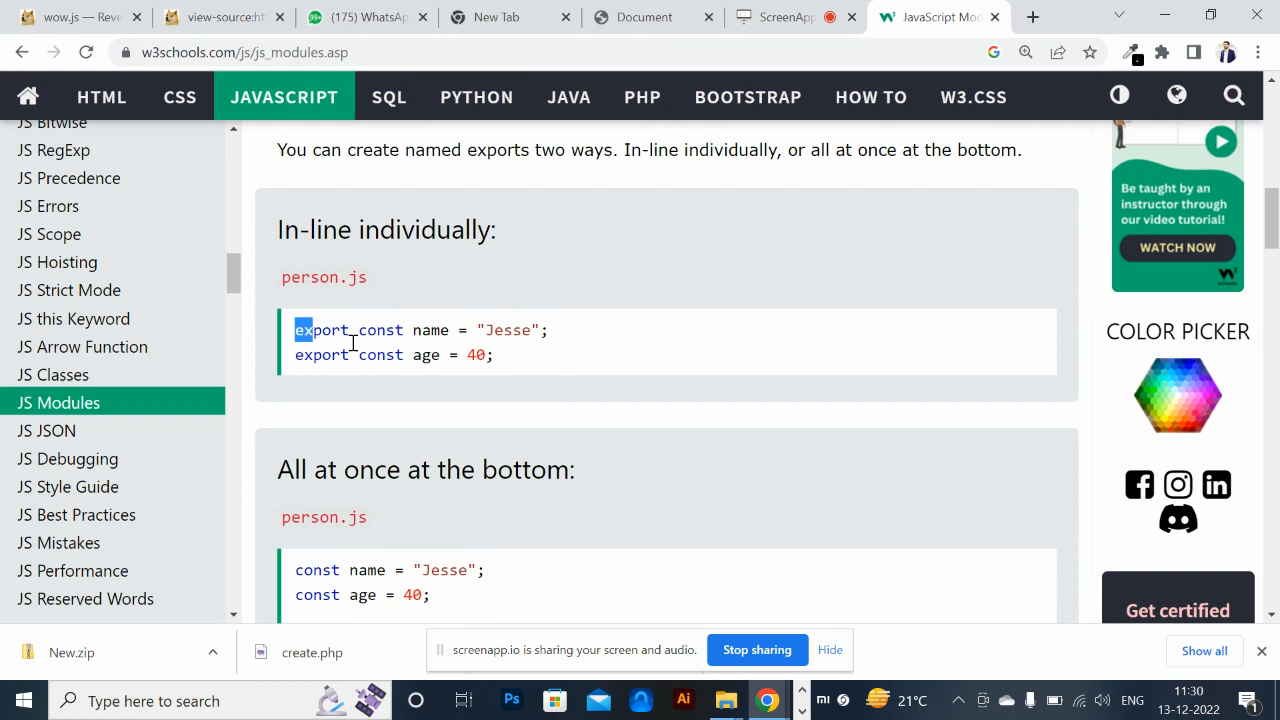 wow.js — Reve
view-source:ht
99+
(175) WhatsA
New Tab
Document
ScreenApp
JavaScript Mod
w3schools.com/js/js_modules.asp
HTML
CSS
JAVASCRIPT
SQL
PYTHON
JAVA
PHP
BOOTSTRAP
HOW TO
W3.CSS
JS Bitwise
JS RegExp
JS Precedence
JS Errors
JS Scope
JS Hoisting
JS Strict Mode
JS this Keyword
JS Arrow Function
JS Classes
JS Modules
JS JSON
JS Debugging
JS Style Guide
JS Best Practices
JS Mistakes
JS Performance
JS Reserved Words
You can create named exports two ways. In-line individually, or all at once at the bottom.
In-line individually:
person.js
export const name = "Jesse";
export const age = 40;
All at once at the bottom:
person.js
const name = "Jesse";
const age = 40;
Be taught by an
instructor through
our video tutorial!
WATCH NOW
COLOR PICKER
Get certified
New.zip
create.php
screenapp.io is sharing your screen and audio.
Stop sharing
Hide
Show all
Type here to search
Ps
Ai
MI
21°C
ENG
11:30
13-12-2022
1